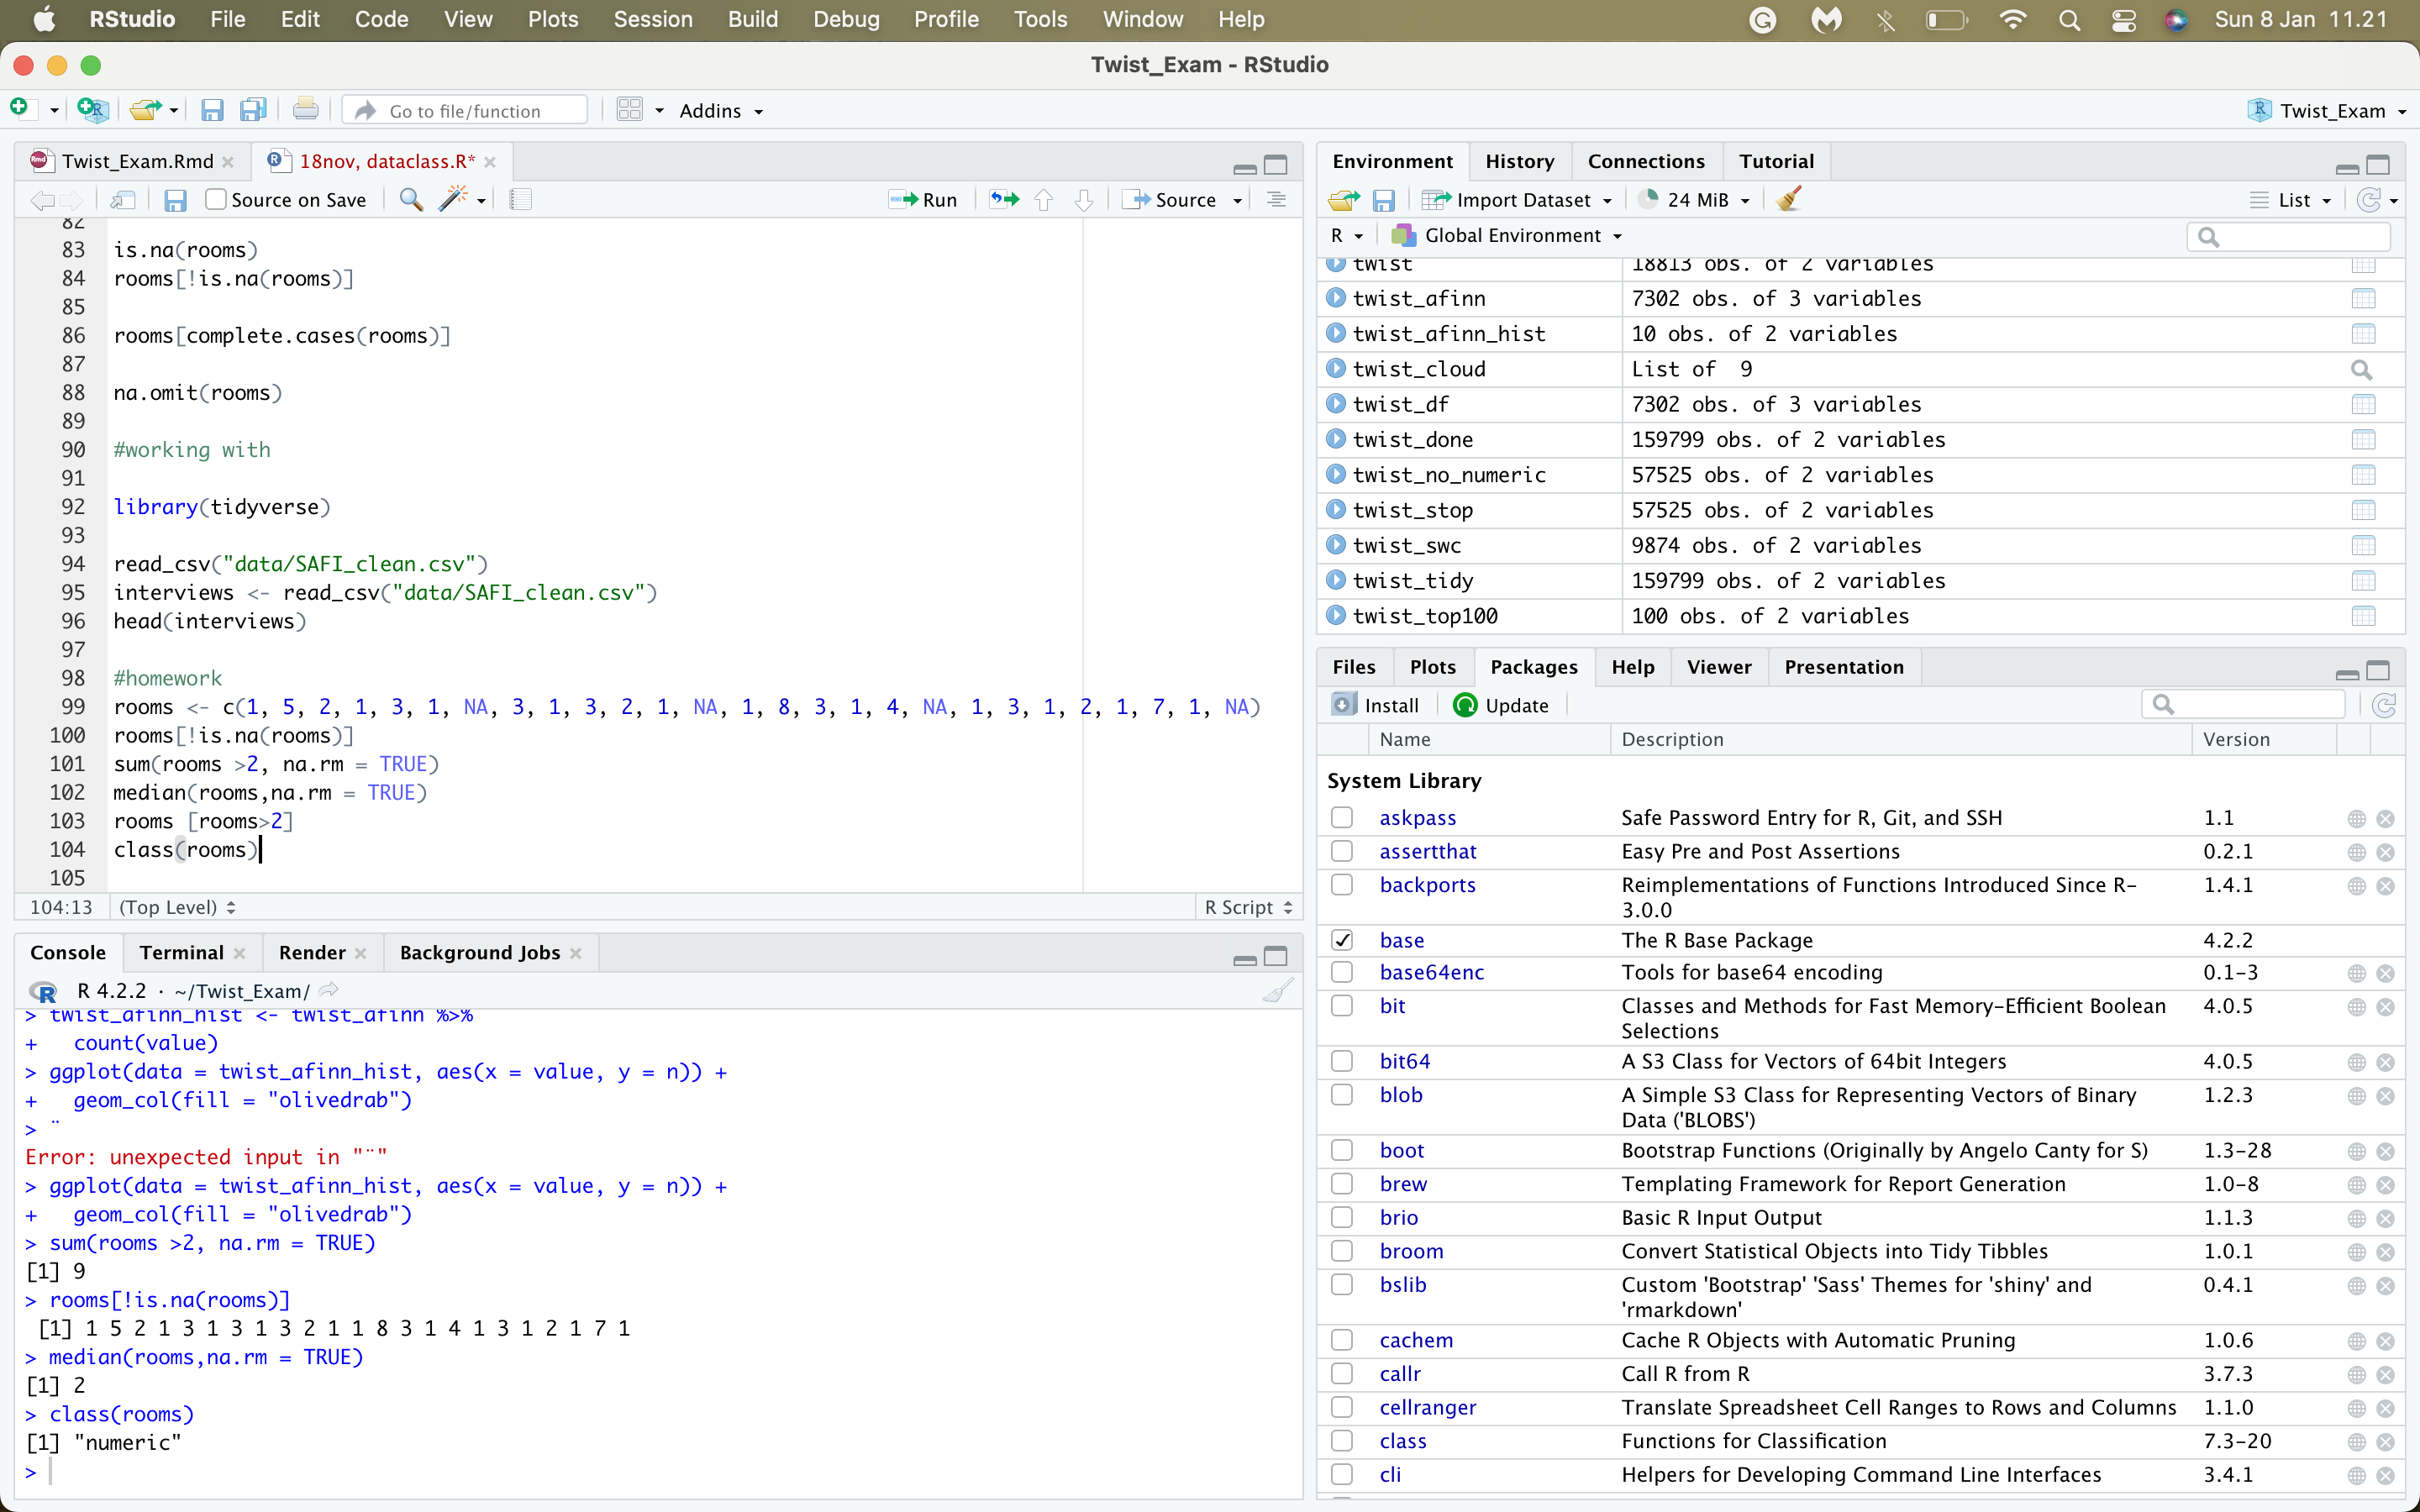 RStudio File Edit Code View Plots Session Build Debug Profile Tools Window Help Sun 8 Jan 11.21
Twist_Exam - RStudio
Go to file/function Addins Twist_Exam
Twist_Exam.Rmd 18nov, dataclass.R*
Source on Save Run Source
82
83 is.na(rooms)
84 rooms[!is.na(rooms)]
85
86 rooms[complete.cases(rooms)]
87
88 na.omit(rooms)
89
90 #working with
91
92 library(tidyverse)
93
94 read_csv("data/SAFI_clean.csv")
95 interviews <- read_csv("data/SAFI_clean.csv")
96 head(interviews)
97
98 #homework
99 rooms <- c(1, 5, 2, 1, 3, 1, NA, 3, 1, 3, 2, 1, NA, 1, 8, 3, 1, 4, NA, 1, 3, 1, 2, 1, 7, 1, NA)
100 rooms[!is.na(rooms)]
101 sum(rooms >2, na.rm = TRUE)
102 median(rooms,na.rm = TRUE)
103 rooms [rooms>2]
104 class(rooms)
105
104:13 (Top Level) R Script
Console Terminal Render Background Jobs
R 4.2.2 · ~/Twist_Exam/
> twist_afinn_hist <- twist_afinn %>%
+   count(value)
> ggplot(data = twist_afinn_hist, aes(x = value, y = n)) +
+   geom_col(fill = "olivedrab")
> ¨
Error: unexpected input in "¨"
> ggplot(data = twist_afinn_hist, aes(x = value, y = n)) +
+   geom_col(fill = "olivedrab")
> sum(rooms >2, na.rm = TRUE)
[1] 9
> rooms[!is.na(rooms)]
[1] 1 5 2 1 3 1 3 1 3 2 1 1 8 3 1 4 1 3 1 2 1 7 1
> median(rooms,na.rm = TRUE)
[1] 2
> class(rooms)
[1] "numeric"
>
Environment History Connections Tutorial
Import Dataset 24 MiB List
R Global Environment
twist 18813 obs. of 2 variables
twist_afinn 7302 obs. of 3 variables
twist_afinn_hist 10 obs. of 2 variables
twist_cloud List of  9
twist_df 7302 obs. of 3 variables
twist_done 159799 obs. of 2 variables
twist_no_numeric 57525 obs. of 2 variables
twist_stop 57525 obs. of 2 variables
twist_swc 9874 obs. of 2 variables
twist_tidy 159799 obs. of 2 variables
twist_top100 100 obs. of 2 variables
Files Plots Packages Help Viewer Presentation
Install Update
Name Description Version
System Library
askpass Safe Password Entry for R, Git, and SSH 1.1
assertthat Easy Pre and Post Assertions 0.2.1
backports Reimplementations of Functions Introduced Since R- 1.4.1
3.0.0
base The R Base Package 4.2.2
base64enc Tools for base64 encoding 0.1-3
bit Classes and Methods for Fast Memory-Efficient Boolean 4.0.5
Selections
bit64 A S3 Class for Vectors of 64bit Integers 4.0.5
blob A Simple S3 Class for Representing Vectors of Binary 1.2.3
Data ('BLOBS')
boot Bootstrap Functions (Originally by Angelo Canty for S) 1.3-28
brew Templating Framework for Report Generation 1.0-8
brio Basic R Input Output 1.1.3
broom Convert Statistical Objects into Tidy Tibbles 1.0.1
bslib Custom 'Bootstrap' 'Sass' Themes for 'shiny' and 0.4.1
'rmarkdown'
cachem Cache R Objects with Automatic Pruning 1.0.6
callr Call R from R 3.7.3
cellranger Translate Spreadsheet Cell Ranges to Rows and Columns 1.1.0
class Functions for Classification 7.3-20
cli Helpers for Developing Command Line Interfaces 3.4.1